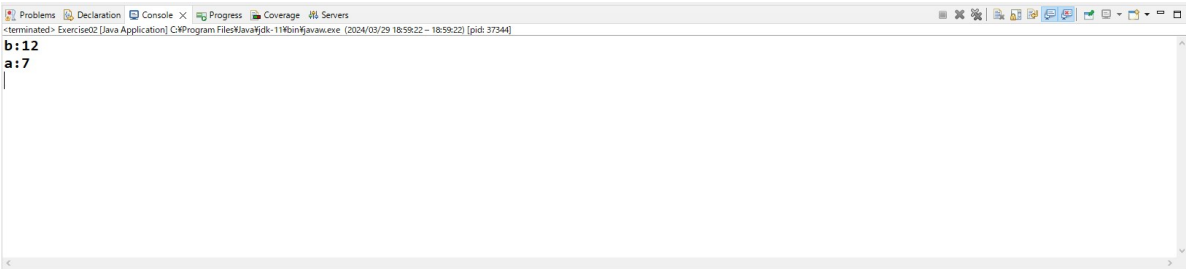 Problems Declaration Console Progress Coverage Servers
<terminated> Exercise02 [Java Application] C:¥Program Files¥Java¥jdk-11¥bin¥javaw.exe (2024/03/29 18:59:22 – 18:59:22) [pid: 37344]
b:12
a:7